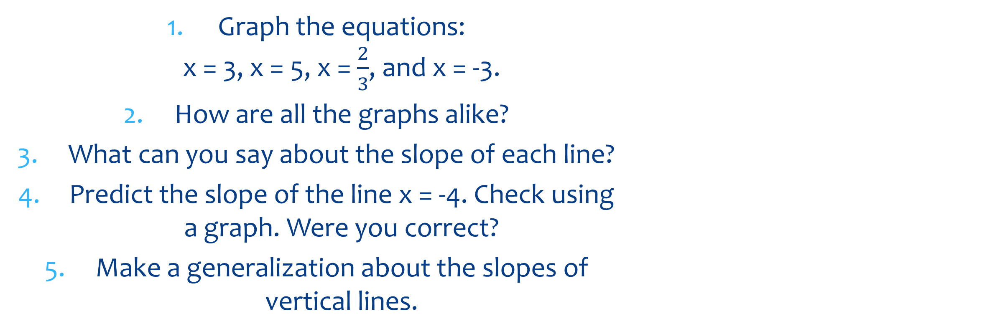 1. Graph the equations:
x = 3, x = 5, x = 2/3, and x = -3.
2. How are all the graphs alike?
3. What can you say about the slope of each line?
4. Predict the slope of the line x = -4. Check using
a graph. Were you correct?
5. Make a generalization about the slopes of
vertical lines.